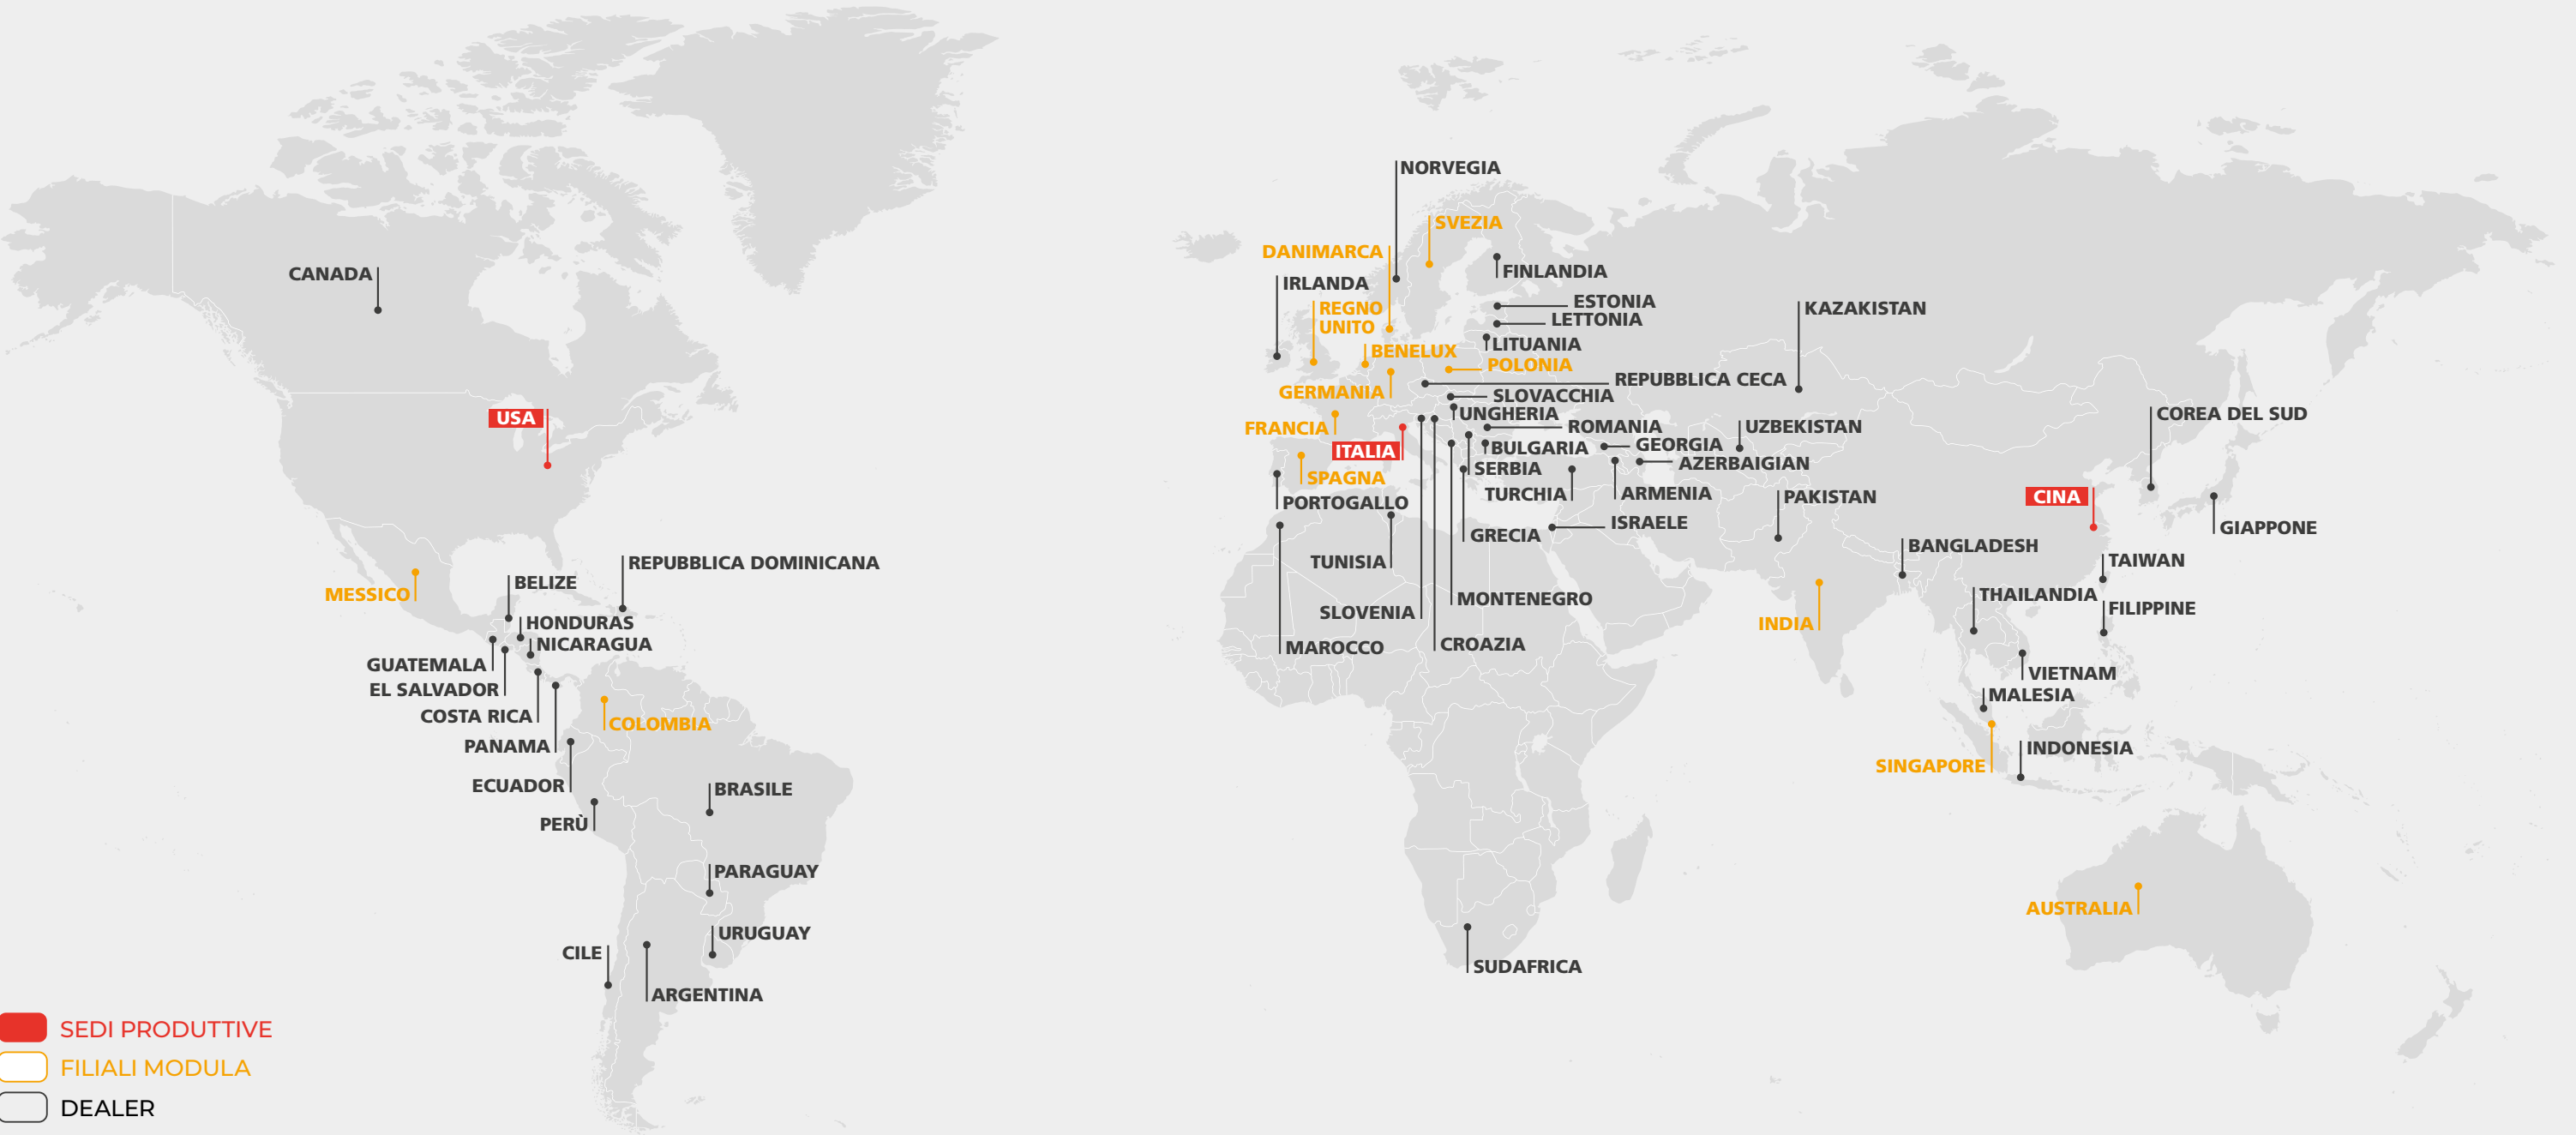 NORVEGIA
SVEZIA
DANIMARCA
FINLANDIA
CANADA
IRLANDA
ESTONIA
REGNO
UNITO
KAZAKISTAN
LETTONIA
LITUANIA
BENELUX
POLONIA
REPUBBLICA CECA
GERMANIA
SLOVACCHIA
UNGHERIA
COREA DEL SUD
USA
FRANCIA
ROMANIA
UZBEKISTAN
GEORGIA
BULGARIA
ITALIA
AZERBAIGIAN
SERBIA
SPAGNA
TURCHIA
ARMENIA
PAKISTAN
CINA
PORTOGALLO
ISRAELE
GIAPPONE
GRECIA
BANGLADESH
TAIWAN
TUNISIA
REPUBBLICA DOMINICANA
BELIZE
MESSICO
THAILANDIA
MONTENEGRO
FILIPPINE
SLOVENIA
HONDURAS
INDIA
NICARAGUA
CROAZIA
MAROCCO
GUATEMALA
VIETNAM
EL SALVADOR
MALESIA
COSTA RICA
COLOMBIA
PANAMA
INDONESIA
SINGAPORE
ECUADOR
BRASILE
PERÙ
PARAGUAY
AUSTRALIA
URUGUAY
CILE
SUDAFRICA
ARGENTINA
SEDI PRODUTTIVE
FILIALI MODULA
DEALER